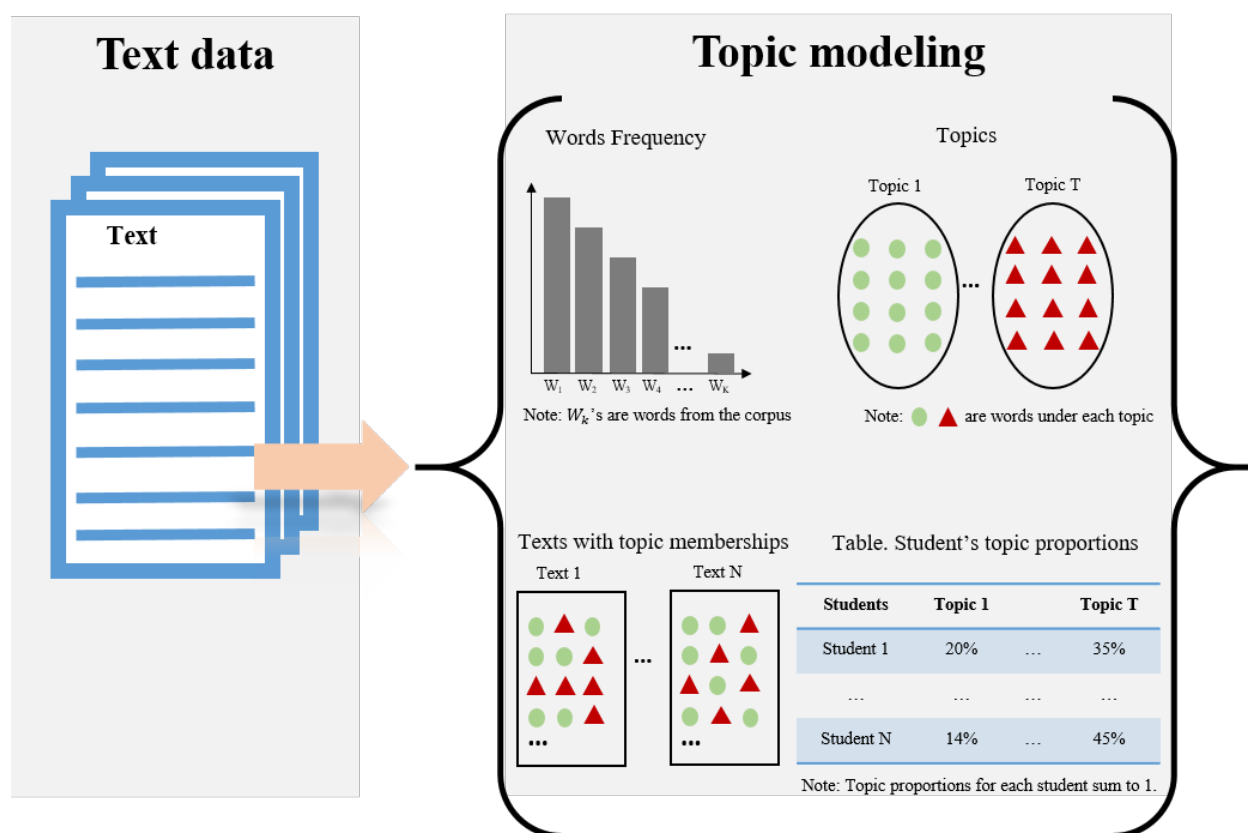 Text data
Text
Topic modeling
Words Frequency
...
W₁ W₂ W₃ W₄ ... W_K
Note: W_k's are words from the corpus
Topics
Topic 1 Topic T
...
Note: are words under each topic
Texts with topic memberships
Text 1 Text N
...
... ...
Table. Student's topic proportions
Students Topic 1 Topic T
Student 1 20% ... 35%
... ... ... ...
Student N 14% ... 45%
Note: Topic proportions for each student sum to 1.